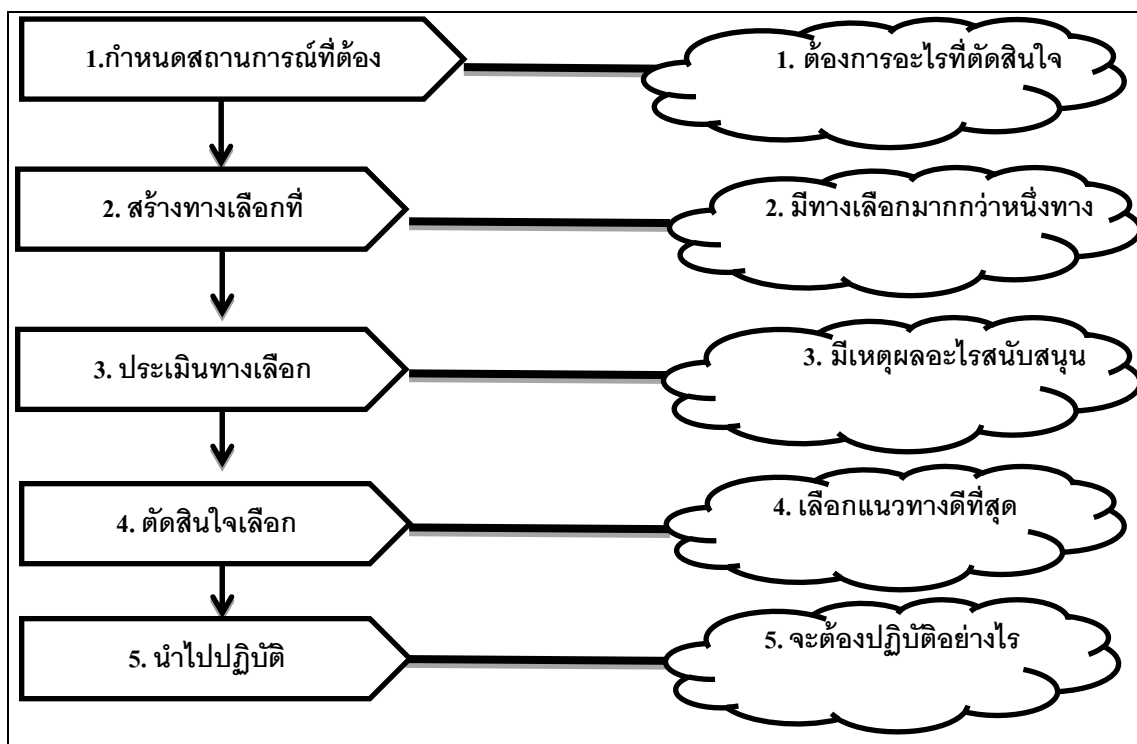 1.กำหนดสถานการณ์ที่ต้อง
1. ต้องการอะไรที่ตัดสินใจ
2. สร้างทางเลือกที่
2. มีทางเลือกมากกว่าหนึ่งทาง
3. ประเมินทางเลือก
3. มีเหตุผลอะไรสนับสนุน
4. ตัดสินใจเลือก
4. เลือกแนวทางดีที่สุด
5. นำไปปฏิบัติ
5. จะต้องปฏิบัติอย่างไร